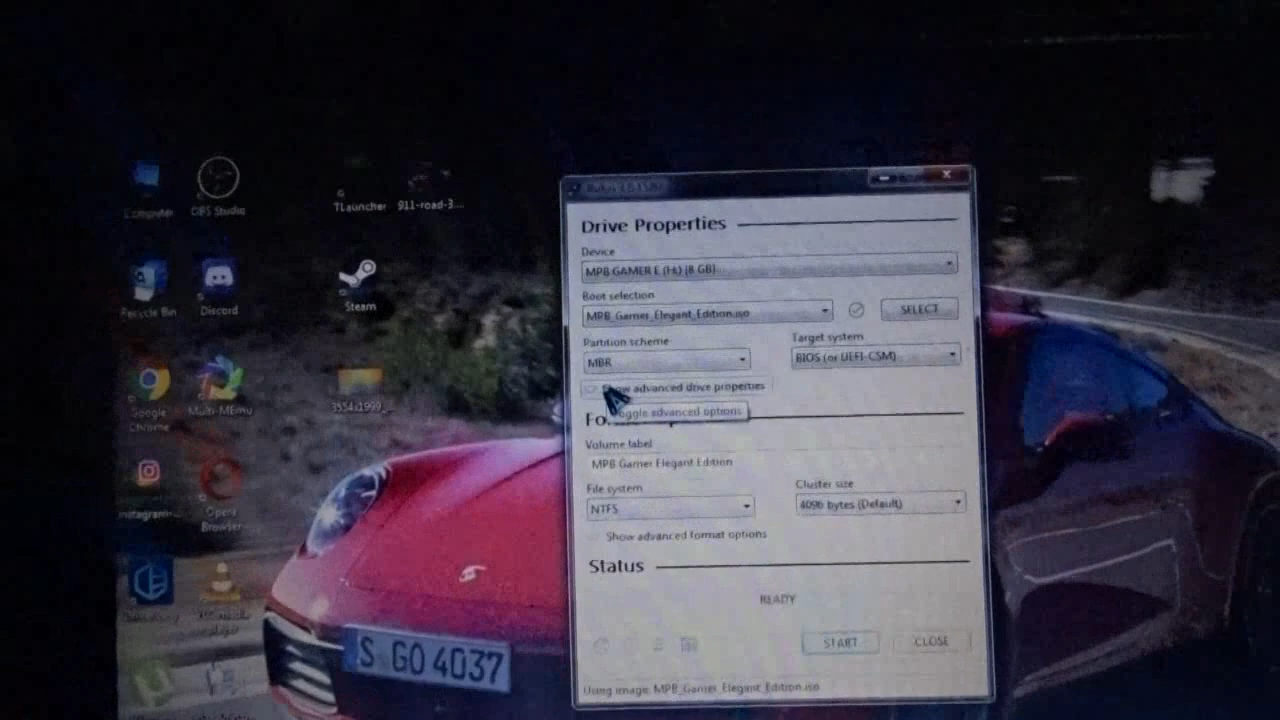 Computer
OBS Studio
TLauncher
911-road-3...
Recycle Bin
Discord
Steam
Google
Chrome
Multi-MEmu
Instagram
Opera
Browser
S GO 4037
Drive Properties
Device
MPB GAMER E (H:) [8 GB]
Boot selection
MPB_Gamer_Elegant_Edition.iso
SELECT
Partition scheme
Target system
MBR
BIOS (or UEFI-CSM)
Show advanced drive properties
Toggle advanced options
Volume label
MPB Gamer Elegant Edition
File system
Cluster size
NTFS
4096 bytes (Default)
Show advanced format options
Status
READY
START
CLOSE
Using image: MPB_Gamer_Elegant_Edition.iso